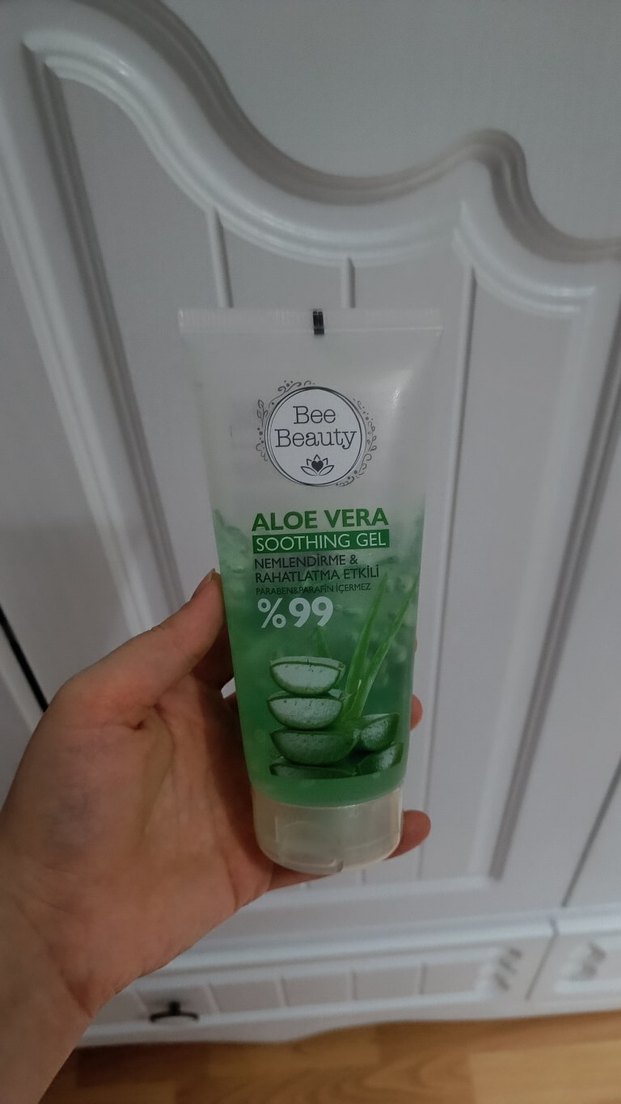 Bee
Beauty
ALOE VERA
SOOTHING GEL
NEMLENDİRME &
RAHATLATMA ETKİLİ
PARABEN&PARAFİN İÇERMEZ
%99